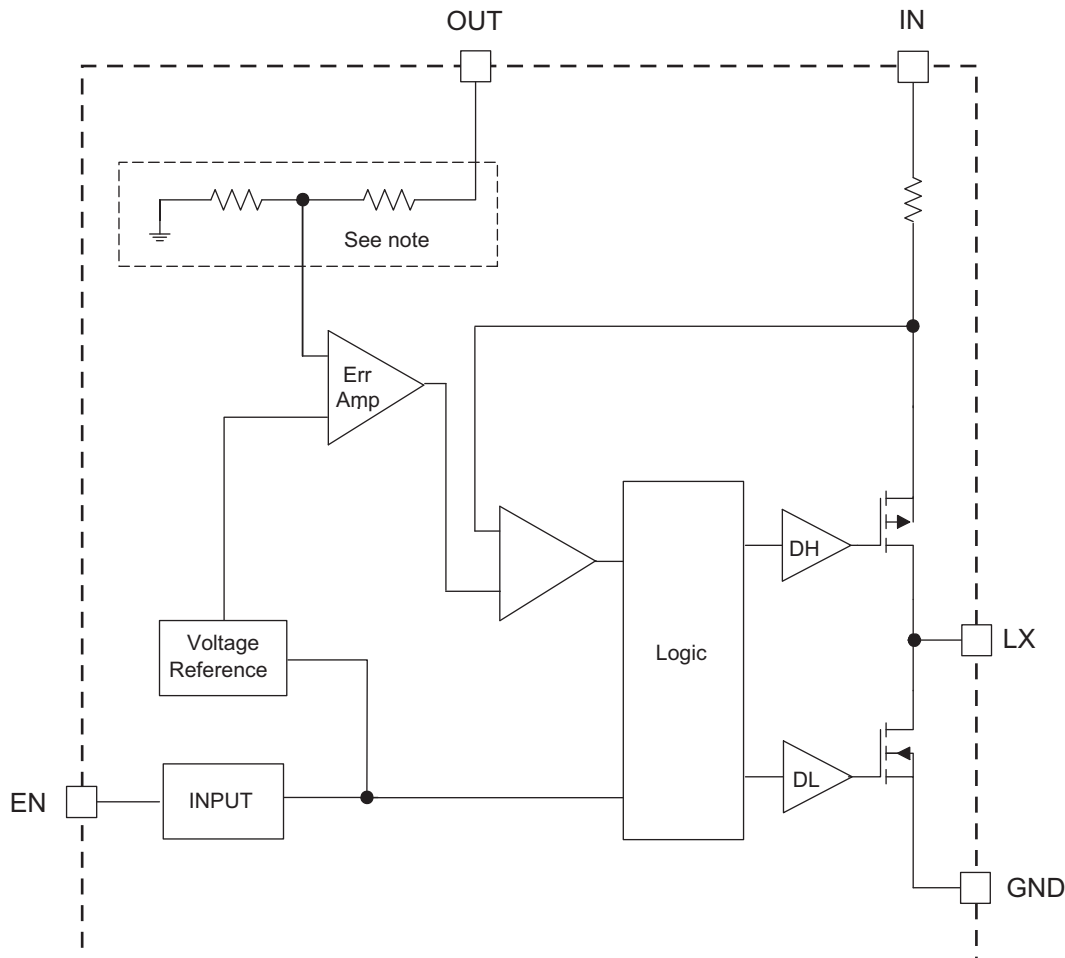 OUT
IN
See note
Err
Amp
DH
Voltage
Reference
Logic
LX
EN
INPUT
DL
GND